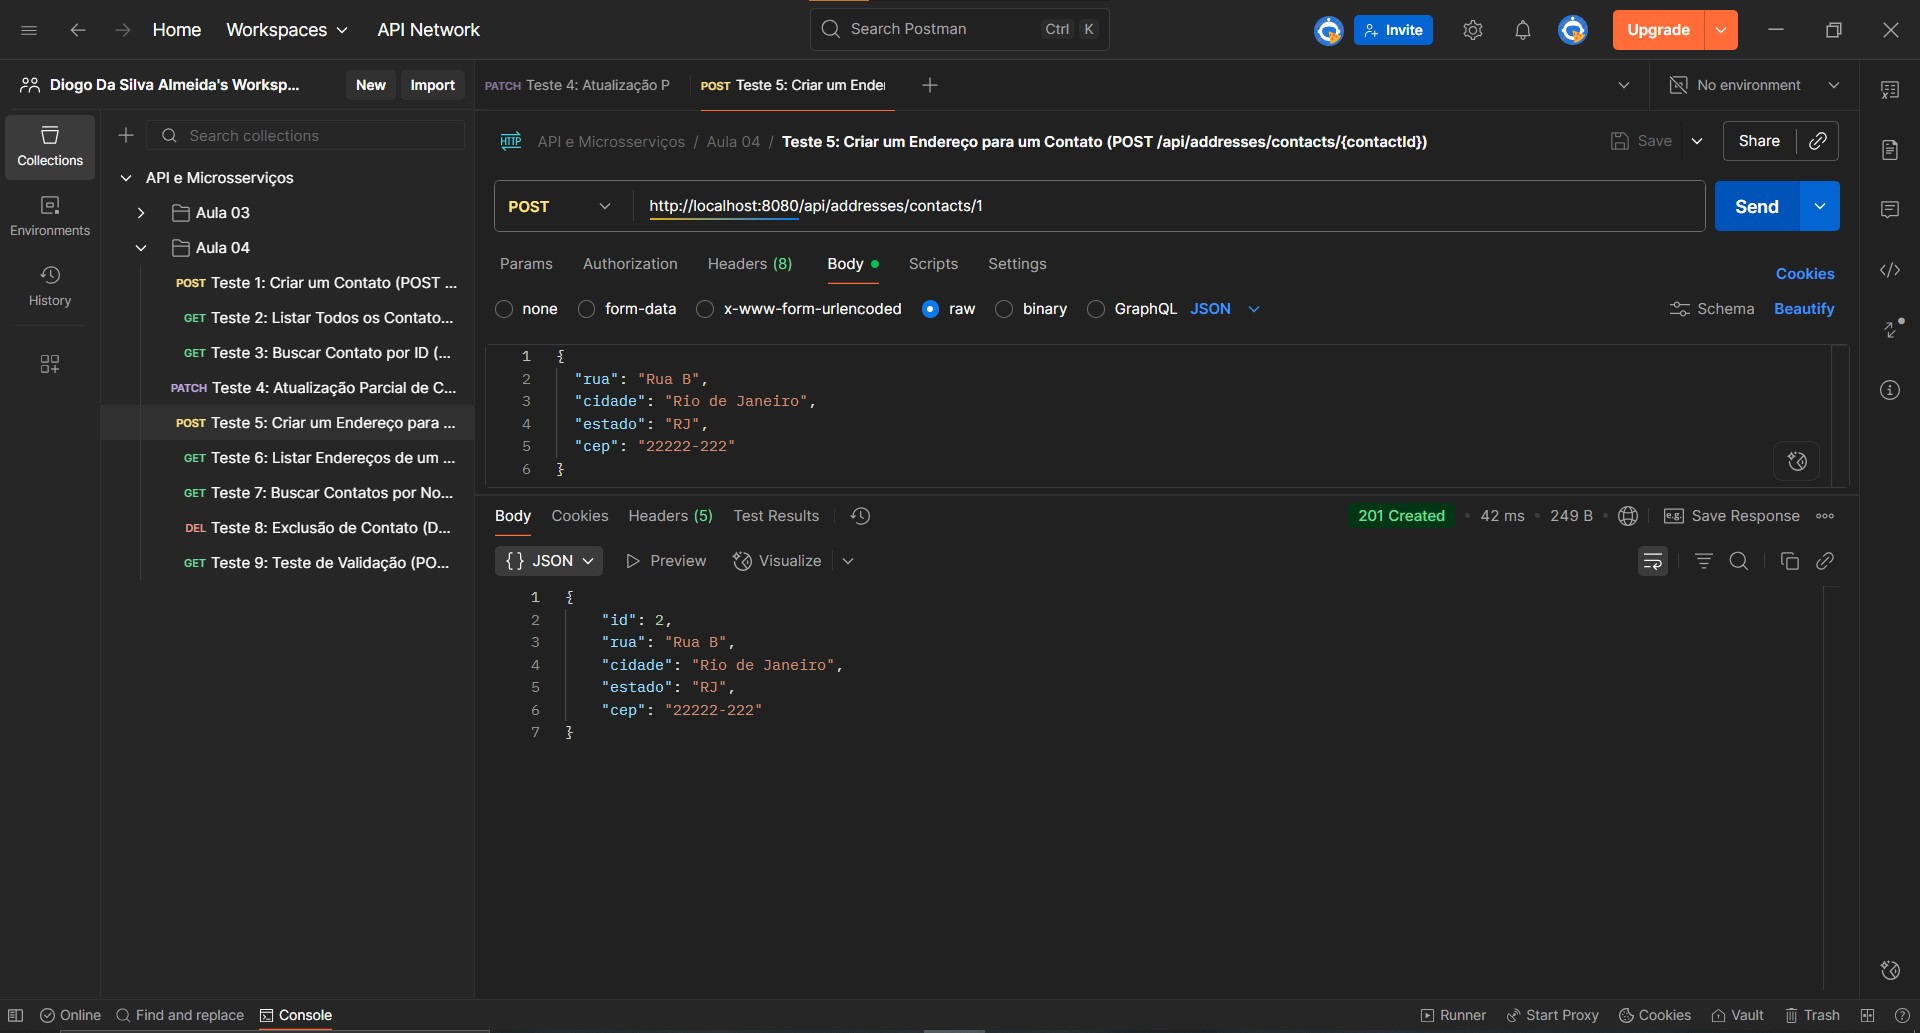 Home
Workspaces
API Network
Search Postman
Ctrl K
Invite
Upgrade
Diogo Da Silva Almeida's Worksp...
New
Import
PATCH Teste 4: Atualização P
POST Teste 5: Criar um Ender
No environment
Collections
Environments
History
Search collections
API e Microsserviços
Aula 03
Aula 04
POST Teste 1: Criar um Contato (POST ...
GET Teste 2: Listar Todos os Contato...
GET Teste 3: Buscar Contato por ID (...
PATCH Teste 4: Atualização Parcial de C...
POST Teste 5: Criar um Endereço para ...
GET Teste 6: Listar Endereços de um ...
GET Teste 7: Buscar Contatos por No...
DEL Teste 8: Exclusão de Contato (D...
GET Teste 9: Teste de Validação (PO...
HTTP API e Microsserviços / Aula 04 / Teste 5: Criar um Endereço para um Contato (POST /api/addresses/contacts/{contactId})
Save
Share
POST
http://localhost:8080/api/addresses/contacts/1
Send
Params
Authorization
Headers (8)
Body
Scripts
Settings
Cookies
none
form-data
x-www-form-urlencoded
raw
binary
GraphQL
JSON
Schema
Beautify
1 {
2 "rua": "Rua B",
3 "cidade": "Rio de Janeiro",
4 "estado": "RJ",
5 "cep": "22222-222"
6 }
Body
Cookies
Headers (5)
Test Results
201 Created
42 ms
249 B
e.g. Save Response
{} JSON
Preview
Visualize
1 {
2 "id": 2,
3 "rua": "Rua B",
4 "cidade": "Rio de Janeiro",
5 "estado": "RJ",
6 "cep": "22222-222"
7 }
Online
Find and replace
Console
Runner
Start Proxy
Cookies
Vault
Trash